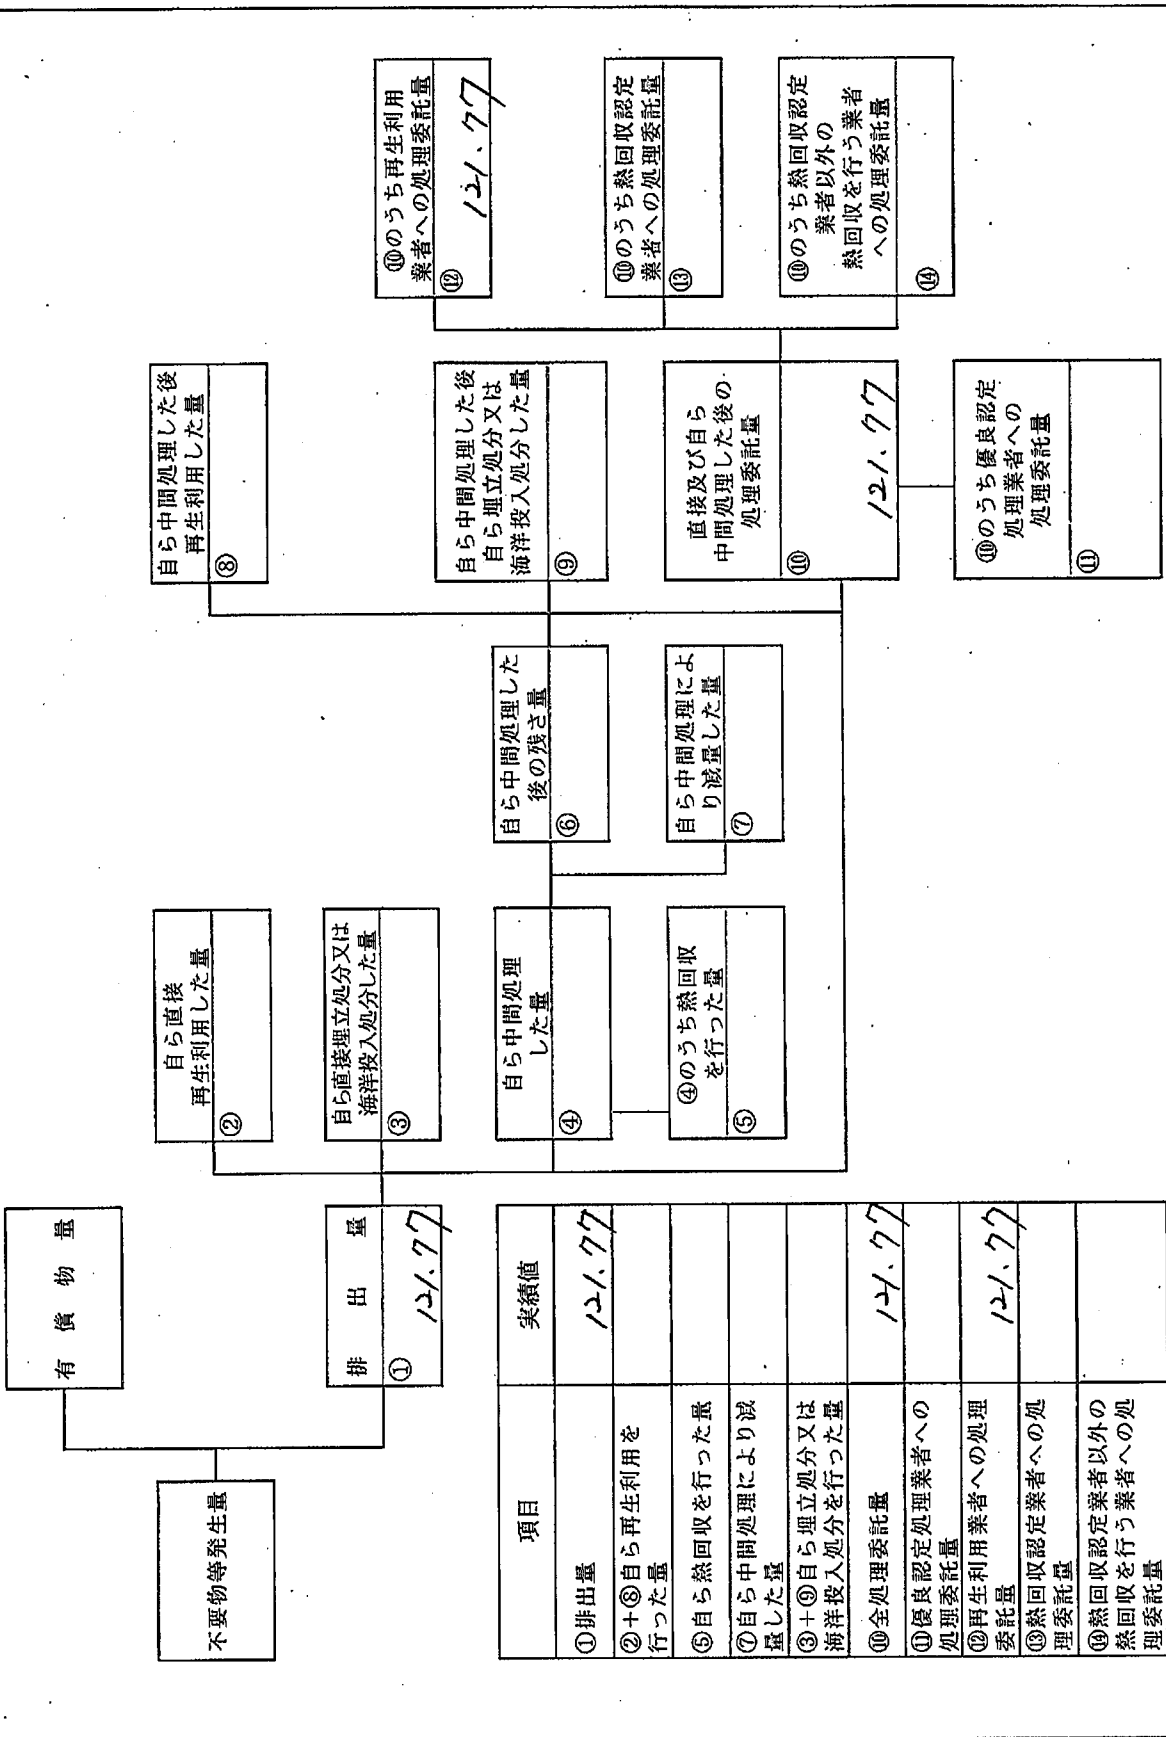 不要物等発生量
有償物量
排出量
① 121.77
自ら直接
再生利用した量
②
自ら直接埋立処分又は
海洋投入処分した量
③
自ら中間処理
した量
④
④のうち熱回収
を行った量
⑤
自ら中間処理した
後の残さ量
⑥
自ら中間処理によ
り減量した量
⑦
自ら中間処理した後
再生利用した量
⑧
自ら中間処理した後
自ら埋立処分又は
海洋投入処分した量
⑨
直接及び自ら
中間処理した後の
処理委託量
⑩ 121.77
⑩のうち優良認定
処理業者への
処理委託量
⑪
⑩のうち再生利用
業者への処理委託量
⑫ 121.77
⑩のうち熱回収認定
業者への処理委託量
⑬
⑩のうち熱回収認定
業者以外の
熱回収を行う業者
への処理委託量
⑭
項目 実績値
①排出量 121.77
②+⑧自ら再生利用を
行った量
⑤自ら熱回収を行った量
⑦自ら中間処理により減
量した量
③+⑨自ら埋立処分又は
海洋投入処分を行った量
⑩全処理委託量 121.77
⑪優良認定処理業者への
処理委託量
⑫再生利用業者への処理
委託量 121.77
⑬熱回収認定業者への処
理委託量
⑭熱回収認定業者以外の
熱回収を行う業者への処
理委託量